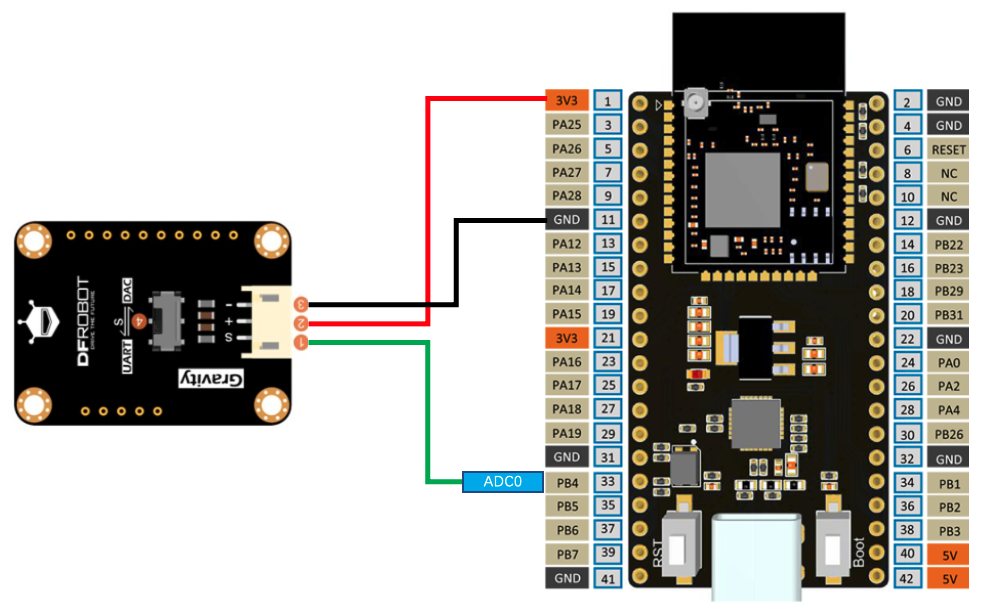 DFROBOT
DRIVE THE FUTURE
UART
S
DAC
4
-
+
S
3
2
1
Gravity
ADC0
3V3 1
PA25 3
PA26 5
PA27 7
PA28 9
GND 11
PA12 13
PA13 15
PA14 17
PA15 19
3V3 21
PA16 23
PA17 25
PA18 27
PA19 29
GND 31
PB4 33
PB5 35
PB6 37
PB7 39
GND 41
RST
Boot
2 GND
4 GND
6 RESET
8 NC
10 NC
12 GND
14 PB22
16 PB23
18 PB29
20 PB31
22 GND
24 PA0
26 PA2
28 PA4
30 PB26
32 GND
34 PB1
36 PB2
38 PB3
40 5V
42 5V